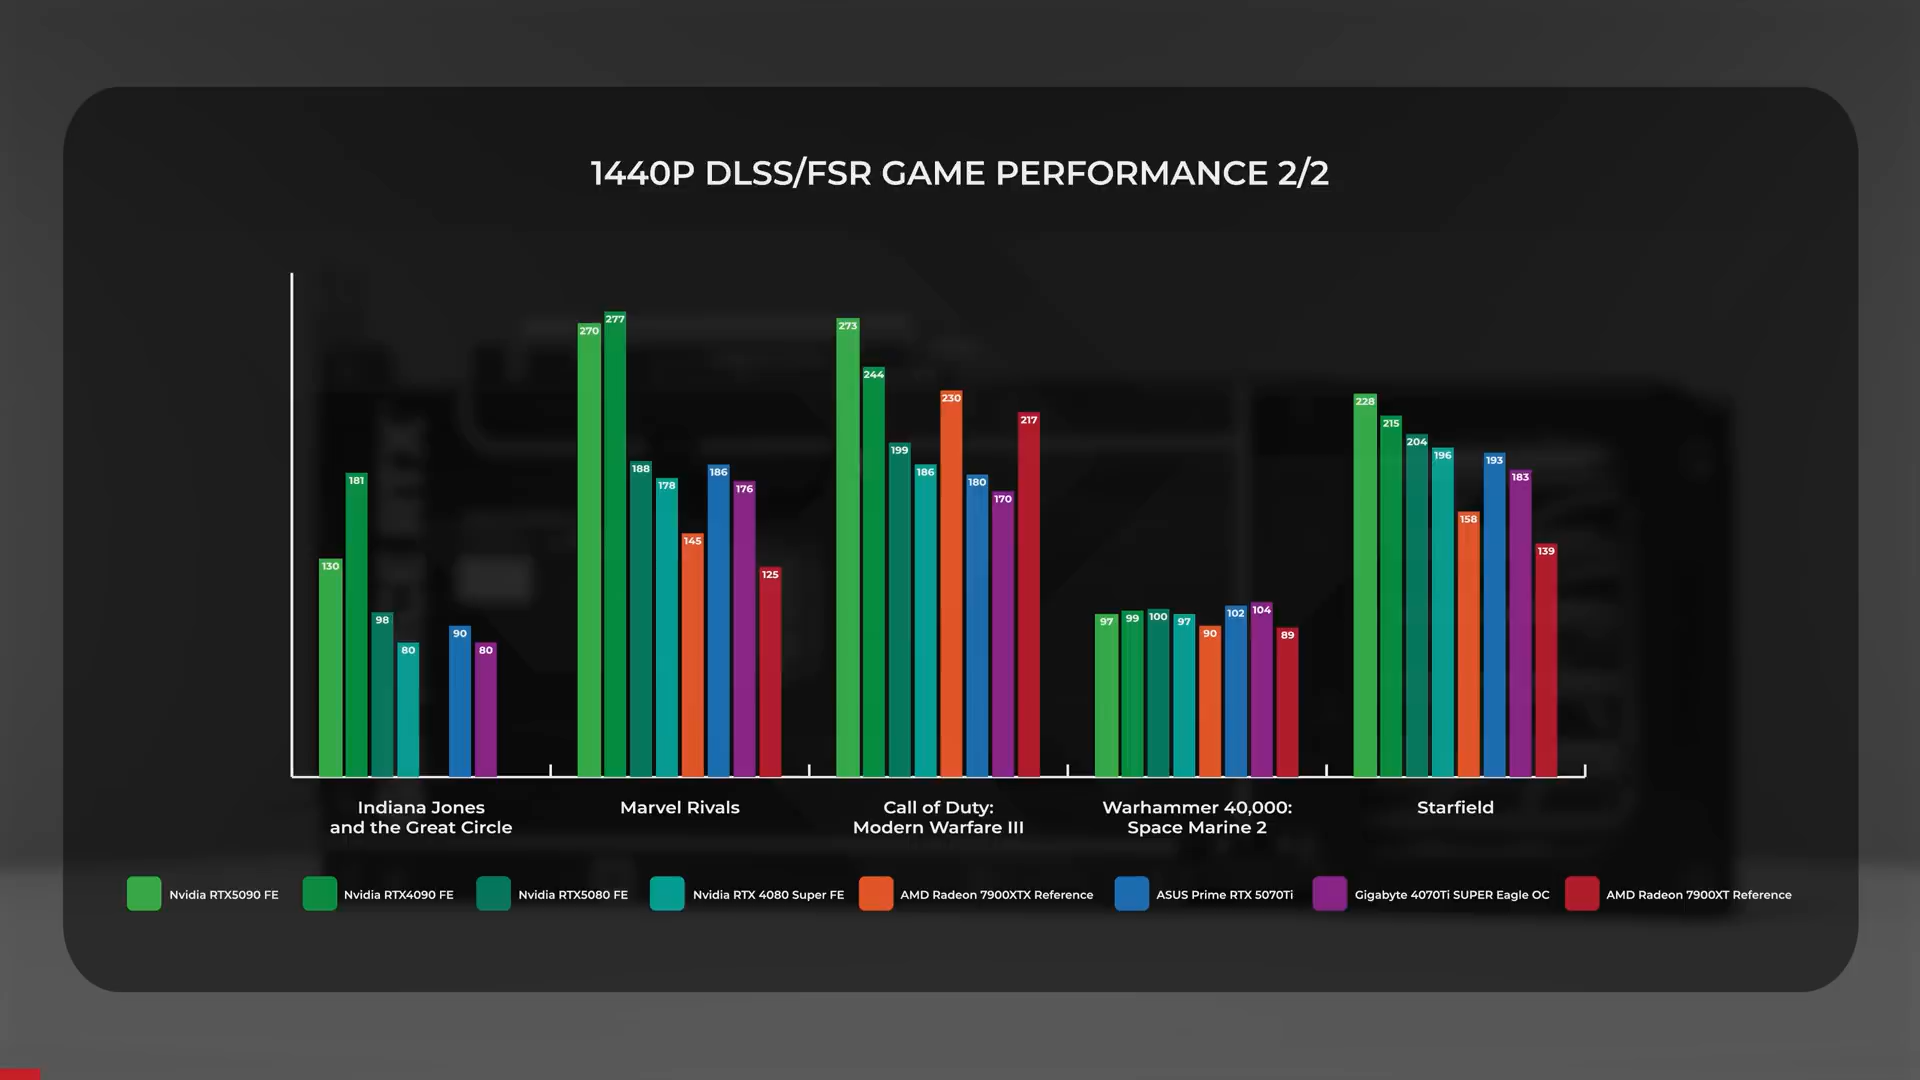 1440P DLSS/FSR GAME PERFORMANCE 2/2
130
181
98
80
90
80
270
277
188
178
145
186
176
125
273
244
199
186
230
180
170
217
97
99
100
97
90
102
104
89
228
215
204
196
158
193
183
139
Indiana Jones
and the Great Circle
Marvel Rivals
Call of Duty:
Modern Warfare III
Warhammer 40,000:
Space Marine 2
Starfield
Nvidia RTX5090 FE
Nvidia RTX4090 FE
Nvidia RTX5080 FE
Nvidia RTX 4080 Super FE
AMD Radeon 7900XTX Reference
ASUS Prime RTX 5070Ti
Gigabyte 4070Ti SUPER Eagle OC
AMD Radeon 7900XT Reference